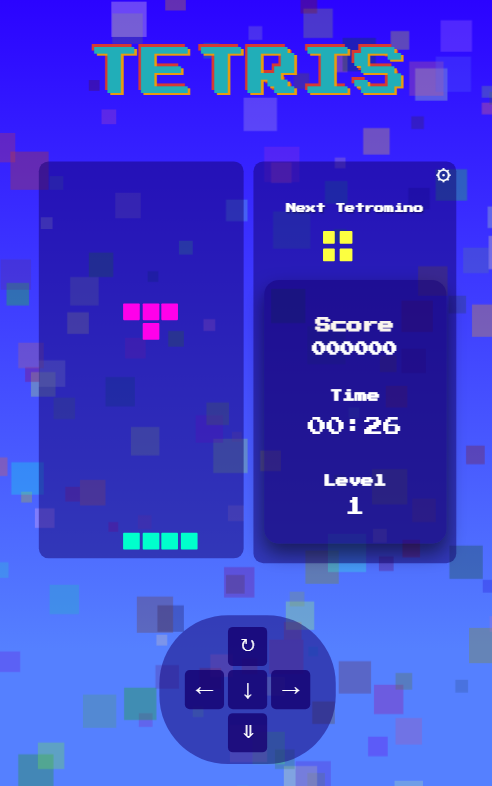 TETRIS
Next Tetromino
Score
000000
Time
00:26
Level
1
↻
← ↓ →
⇓